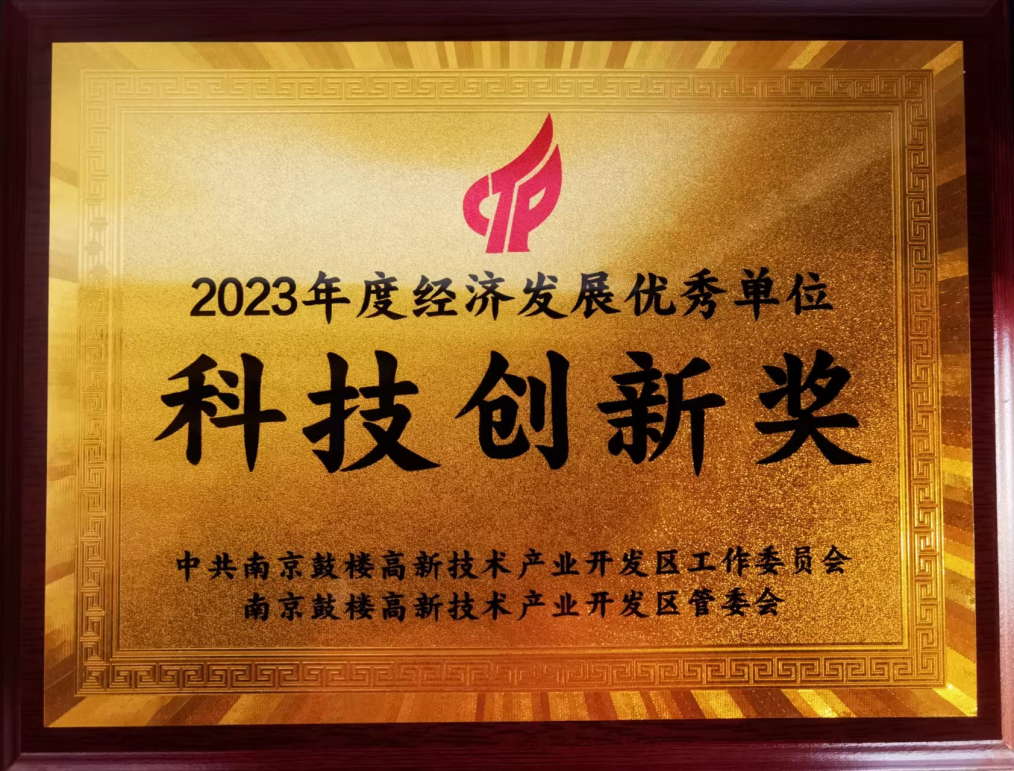 CTP
2023年度经济发展优秀单位
科技创新奖
中共南京鼓楼高新技术产业开发区工作委员会
南京鼓楼高新技术产业开发区管委会